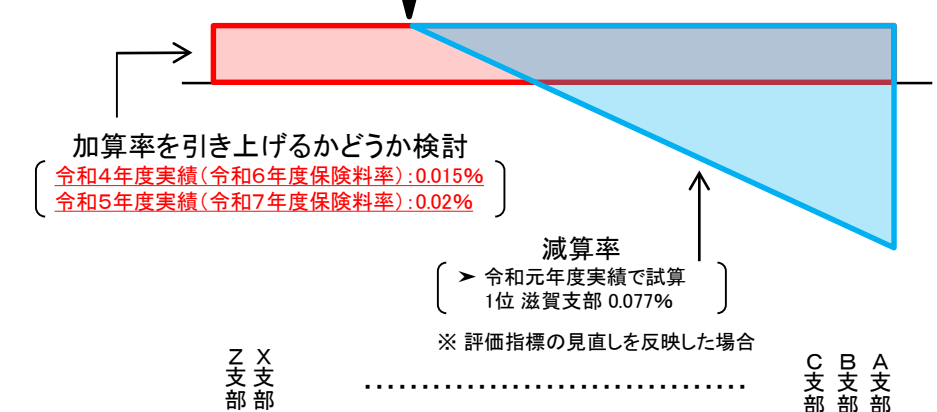 加算率を引き上げるかどうか検討
令和4年度実績(令和6年度保険料率):0.015%
令和5年度実績(令和7年度保険料率):0.02%
減算率
➤ 令和元年度実績で試算
1位 滋賀支部 0.077%
※ 評価指標の見直しを反映した場合
Z支部
X支部
‥‥‥‥‥‥‥‥‥‥‥‥‥‥‥‥
C支部
B支部
A支部